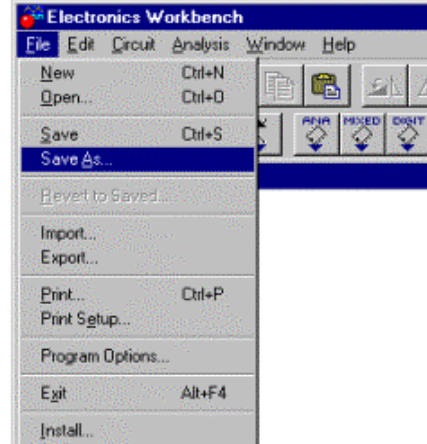 Electronics Workbench
File Edit Circuit Analysis Window Help
New Ctrl+N
Open... Ctrl+O
Save Ctrl+S
Save As...
Revert to Saved...
Import...
Export...
Print... Ctrl+P
Print Setup...
Program Options...
Exit Alt+F4
Install...
ANA MIXED DIGIT